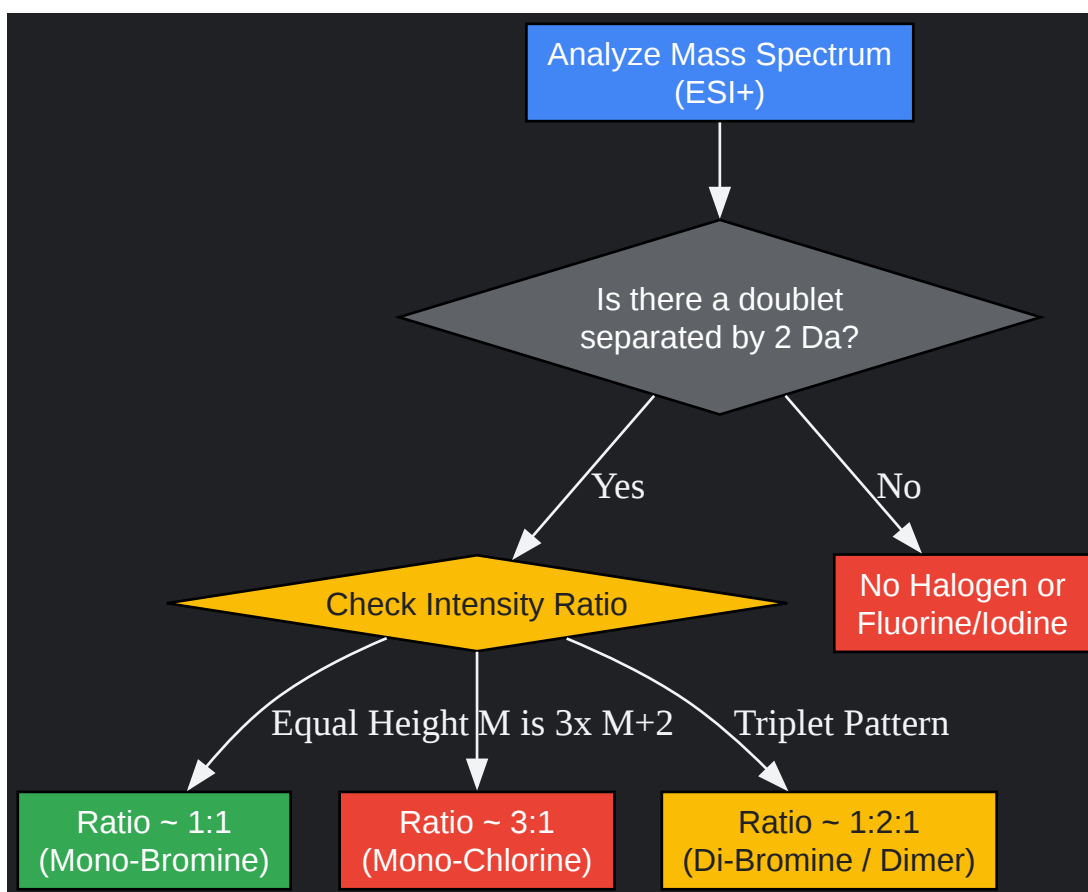 Analyze Mass Spectrum
(ESI+)
Is there a doublet
separated by 2 Da?
Yes
No
Check Intensity Ratio
No Halogen or
Fluorine/Iodine
Equal Height
M is 3x M+2
Triplet Pattern
Ratio ~ 1:1
(Mono-Bromine)
Ratio ~ 3:1
(Mono-Chlorine)
Ratio ~ 1:2:1
(Di-Bromine / Dimer)